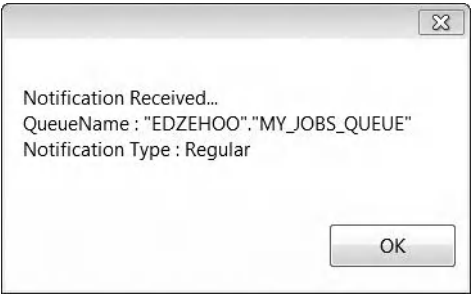 Notification Received...
QueueName : "EDZEHOO"."MY_JOBS_QUEUE"
Notification Type : Regular
OK